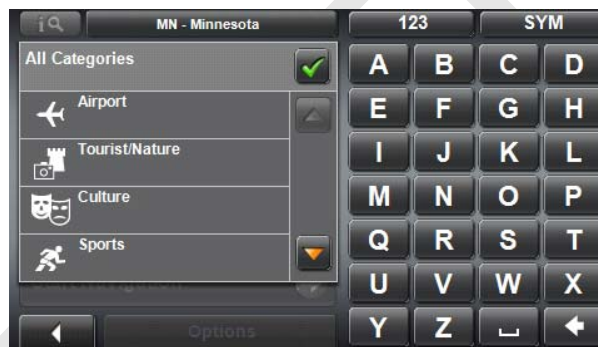 MN - Minnesota
123
SYM
All Categories
Airport
Tourist/Nature
Culture
Sports
Options
A B C D
E F G H
I J K L
M N O P
Q R S T
U V W X
Y Z